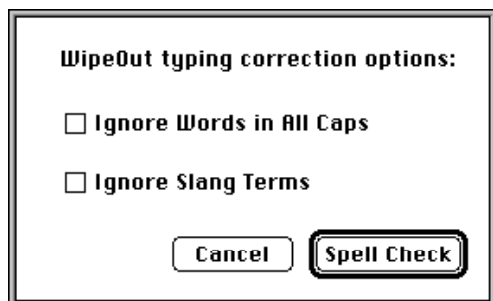 WipeOut typing correction options:
Ignore Words in All Caps
Ignore Slang Terms
Cancel Spell Check